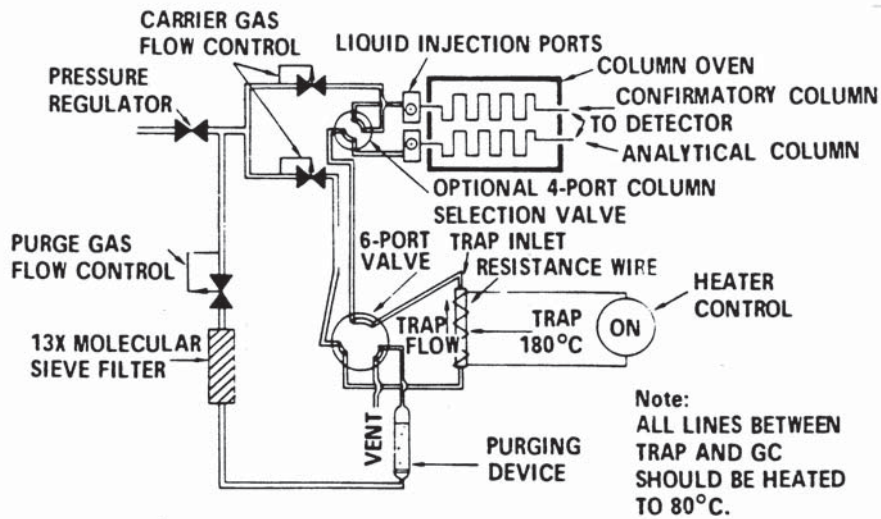 CARRIER GAS
FLOW CONTROL
LIQUID INJECTION PORTS
PRESSURE
REGULATOR
COLUMN OVEN
CONFIRMATORY COLUMN
TO DETECTOR
ANALYTICAL COLUMN
OPTIONAL 4-PORT COLUMN
SELECTION VALVE
PURGE GAS
FLOW CONTROL
6-PORT
VALVE
TRAP INLET
RESISTANCE WIRE
HEATER
CONTROL
TRAP
FLOW
TRAP
180°C
ON
13X MOLECULAR
SIEVE FILTER
VENT
PURGING
DEVICE
Note:
ALL LINES BETWEEN
TRAP AND GC
SHOULD BE HEATED
TO 80°C.